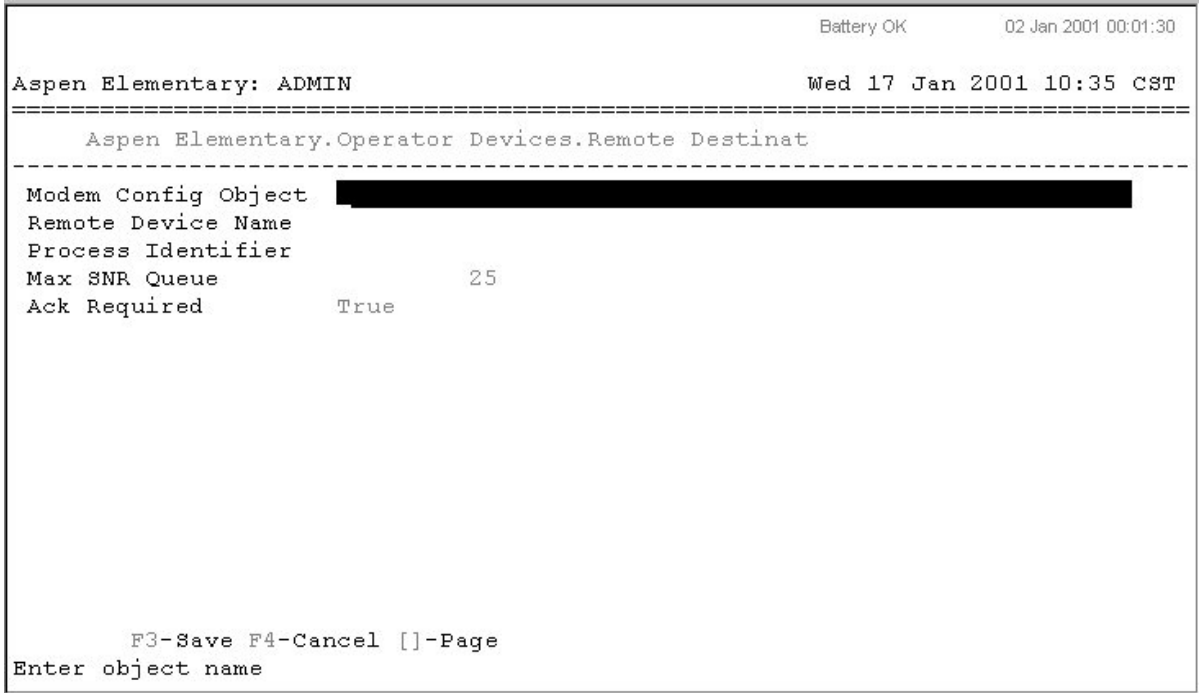 Battery OK 02 Jan 2001 00:01:30
Aspen Elementary: ADMIN Wed 17 Jan 2001 10:35 CST
================================================================================
Aspen Elementary.Operator Devices.Remote Destinat
--------------------------------------------------------------------------------
Modem Config Object
Remote Device Name
Process Identifier
Max SNR Queue 25
Ack Required True
F3-Save F4-Cancel []-Page
Enter object name